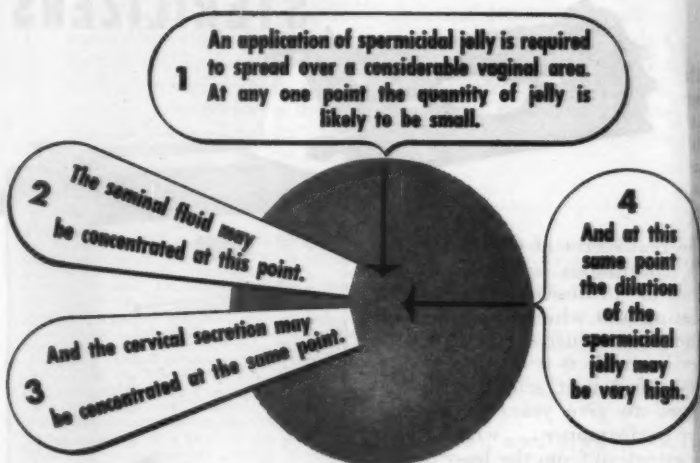 STERILIZERS
An application of spermicidal jelly is required
1 to spread over a considerable vaginal area.
At any one point the quantity of jelly is
likely to be small.
2 The seminal fluid may
be concentrated at this point.
3 And the cervical secretion may
be concentrated at the same point.
4
And at this
same point
the dilution
of the
spermicidal
jelly may
be very high.